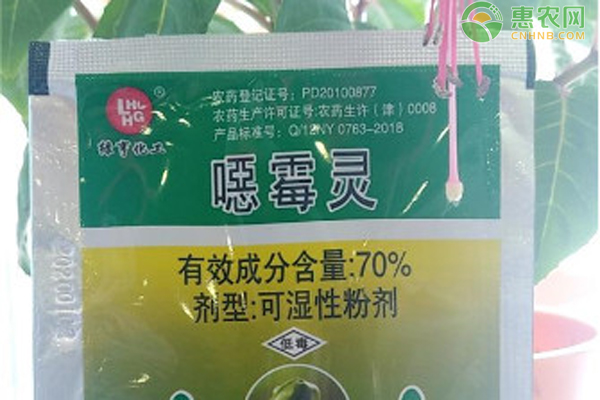 惠农网
CNHNB.COM
农药登记证号：PD20100877
农药生产许可证号：农药生许（津）0008
产品标准号：Q/12NY 0763-2018
LH HG
®
绿亨化工
噁霉灵
有效成分含量:70%
剂型:可湿性粉剂
低毒